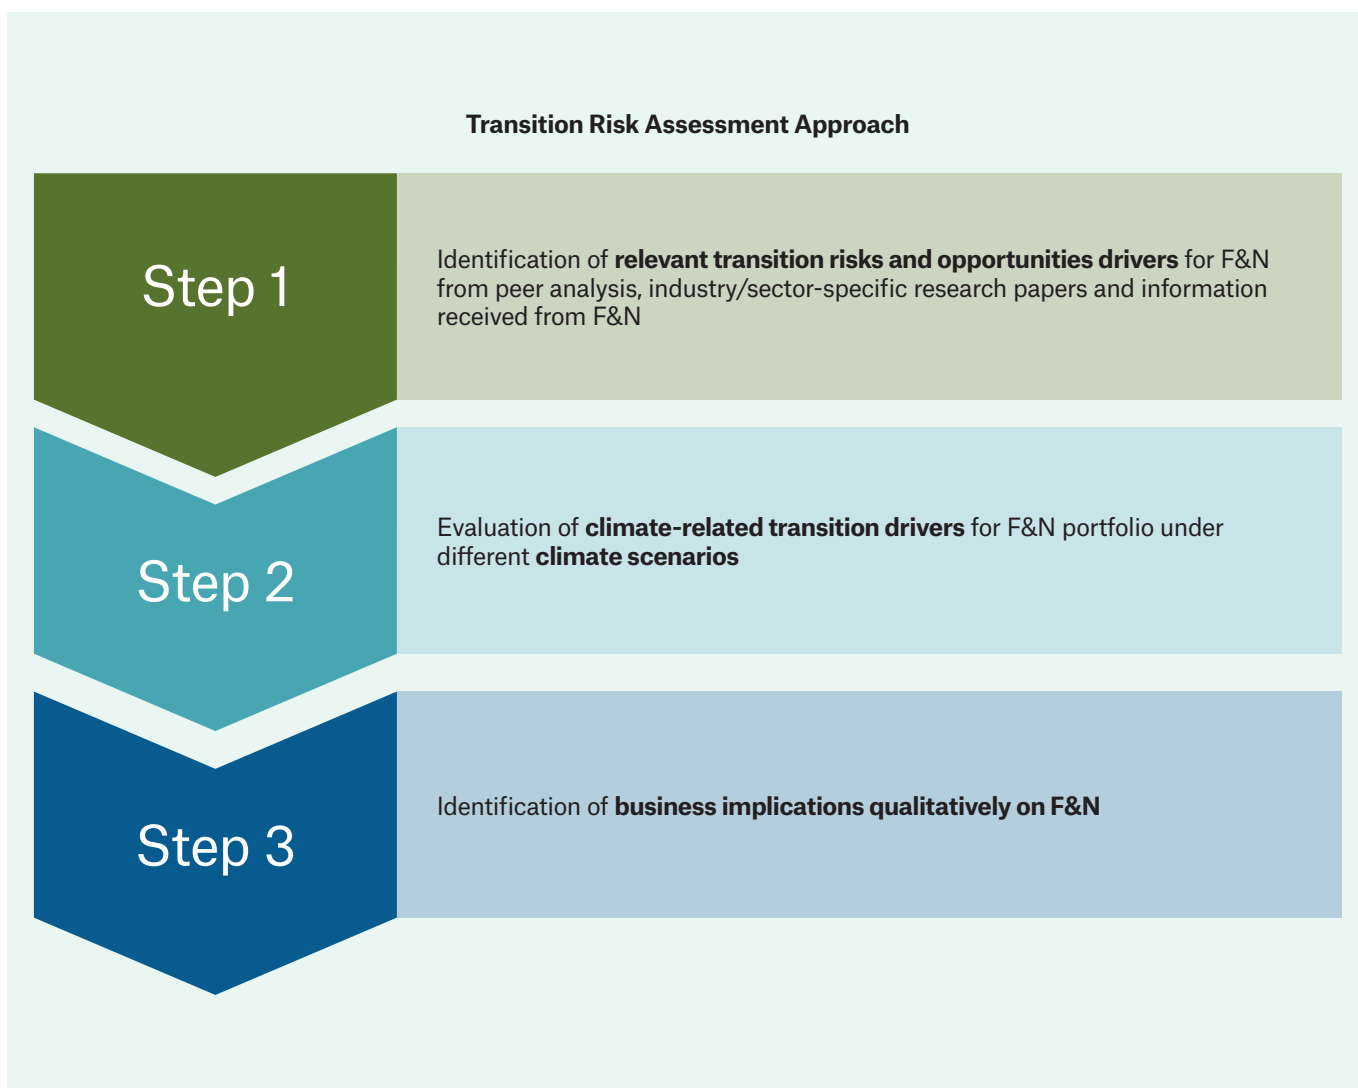 Transition Risk Assessment Approach
Step 1
Identification of relevant transition risks and opportunities drivers for F&N
from peer analysis, industry/sector-specific research papers and information
received from F&N
Step 2
Evaluation of climate-related transition drivers for F&N portfolio under
different climate scenarios
Step 3
Identification of business implications qualitatively on F&N